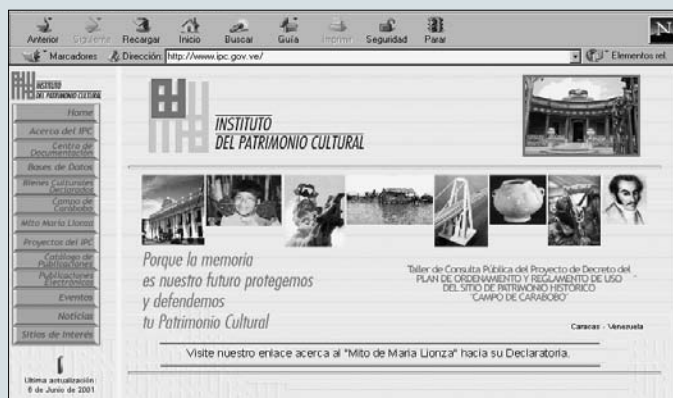 Anterior Siguiente Recargar Inicio Buscar Guía Imprimir Seguridad Parar
N
Marcadores Dirección: http://www.ipc.gov.ve/ Elementos rel.
INSTITUTO
DEL PATRIMONIO CULTURAL
Home
Acerca del IPC
Centro de
Documentación
Bases de Datos
Bienes Culturales
Declarados
Campo de
Carabobo
Mito María Lionza
Proyectos del IPC
Catálogo de
Publicaciones
Publicaciones
Electrónicas
Eventos
Noticias
Sitios de Interés
Ultima actualización:
6 de Junio de 2001
INSTITUTO
DEL PATRIMONIO CULTURAL
Porque la memoria
es nuestro futuro protegemos
y defendemos
tu Patrimonio Cultural
Taller de Consulta Pública del Proyecto de Decreto del
PLAN DE ORDENAMIENTO Y REGLAMENTO DE USO
DEL SITIO DE PATRIMONIO HISTÓRICO
"CAMPO DE CARABOBO"
Caracas - Venezuela
Visite nuestro enlace acerca al "Mito de María Lionza" hacia su Declaratoria.